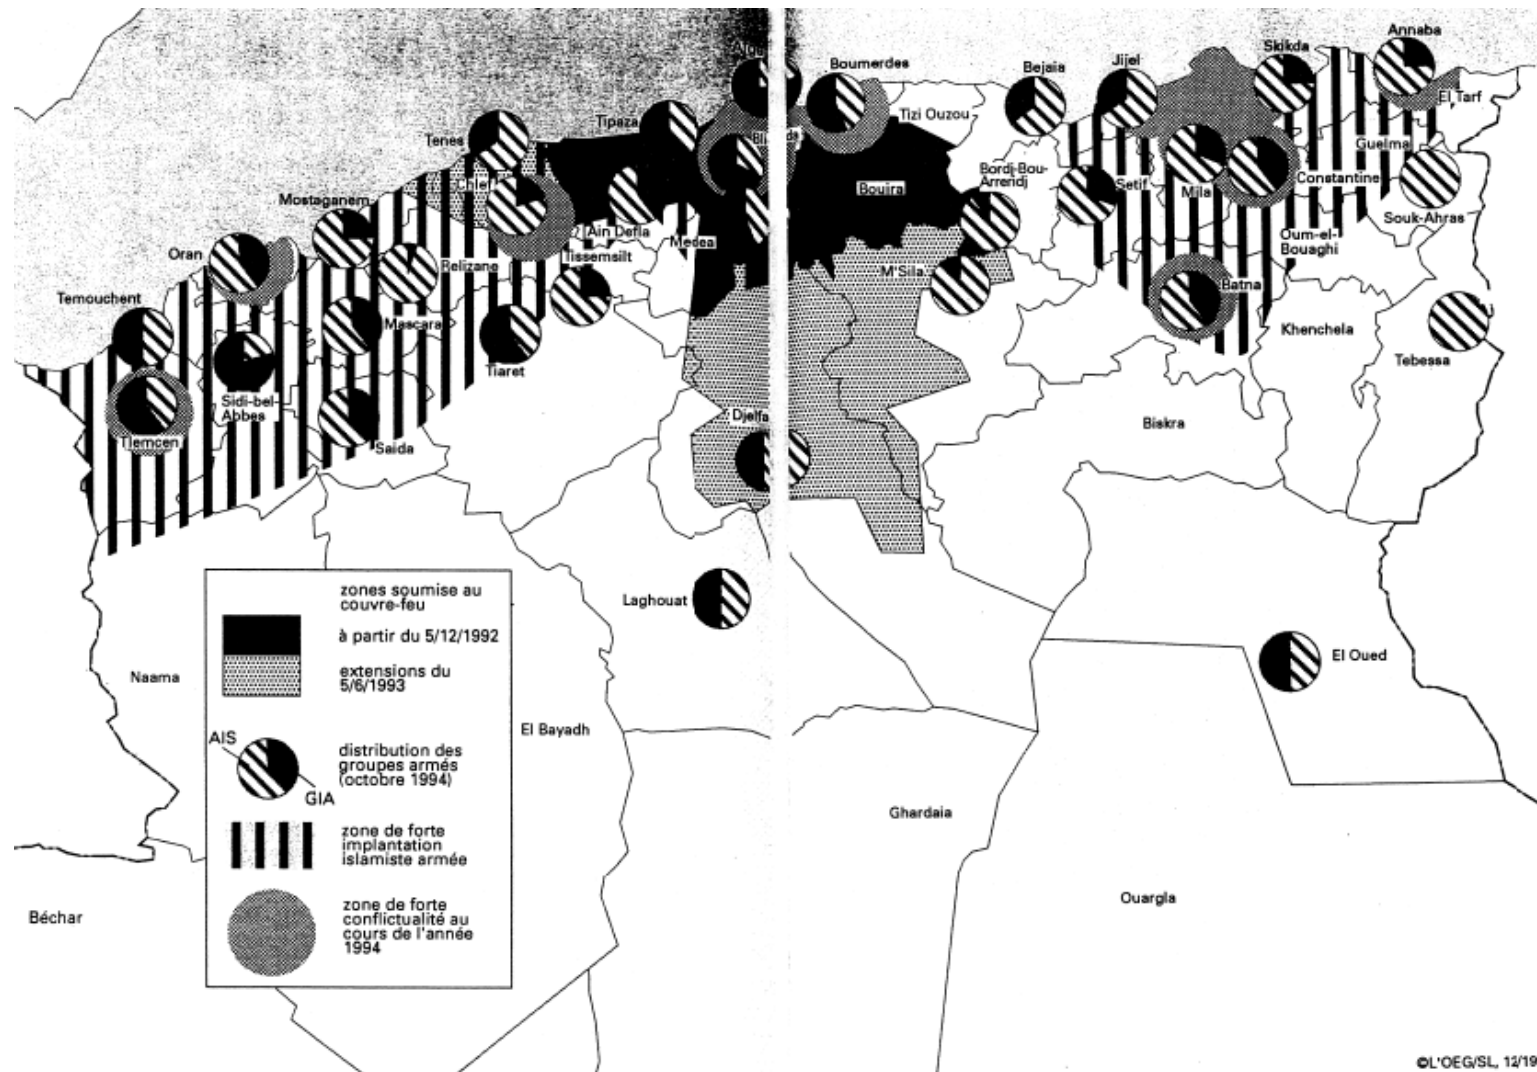 Annaba
Skikda
Jijel
Bejaia
Boumerdes
El Tarf
Tizi Ouzou
Tipaza
Tenes
Guelma
Bordj-Bou-
Arreridj
Constantine
Setif
Mila
Bouira
Chlef
Souk-Ahras
Mostaganem
Ain Defla
Medea
Oum-el-
Bouaghi
Oran
Relizane
Tissemsilt
M'Sila
Batna
Temouchent
Mascara
Khenchela
Tebessa
Tiaret
Sidi-bel-
Abbes
Djelfa
Biskra
Tlemcen
Saida
zones soumise au
couvre-feu
à partir du 5/12/1992
extensions du
5/6/1993
Laghouat
El Oued
Naama
El Bayadh
AIS
distribution des
groupes armés
(octobre 1994)
GIA
Ghardaia
zone de forte
implantation
islamiste armée
Ouargla
Béchar
zone de forte
conflictualité au
cours de l'année
1994
©L'OEG/SL, 12/19